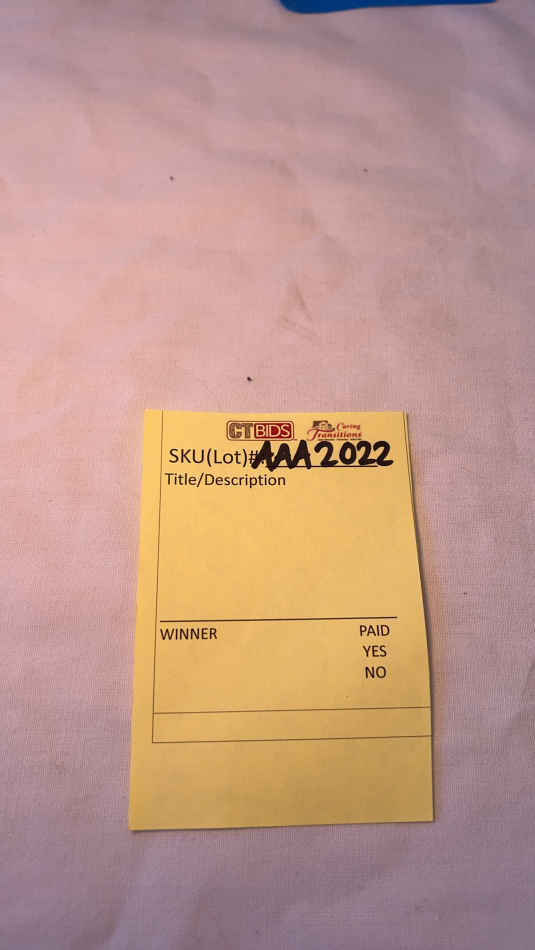 CTBIDS Caring Transitions
SKU(Lot)#: AAA2022
Title/Description
WINNER PAID
YES
NO